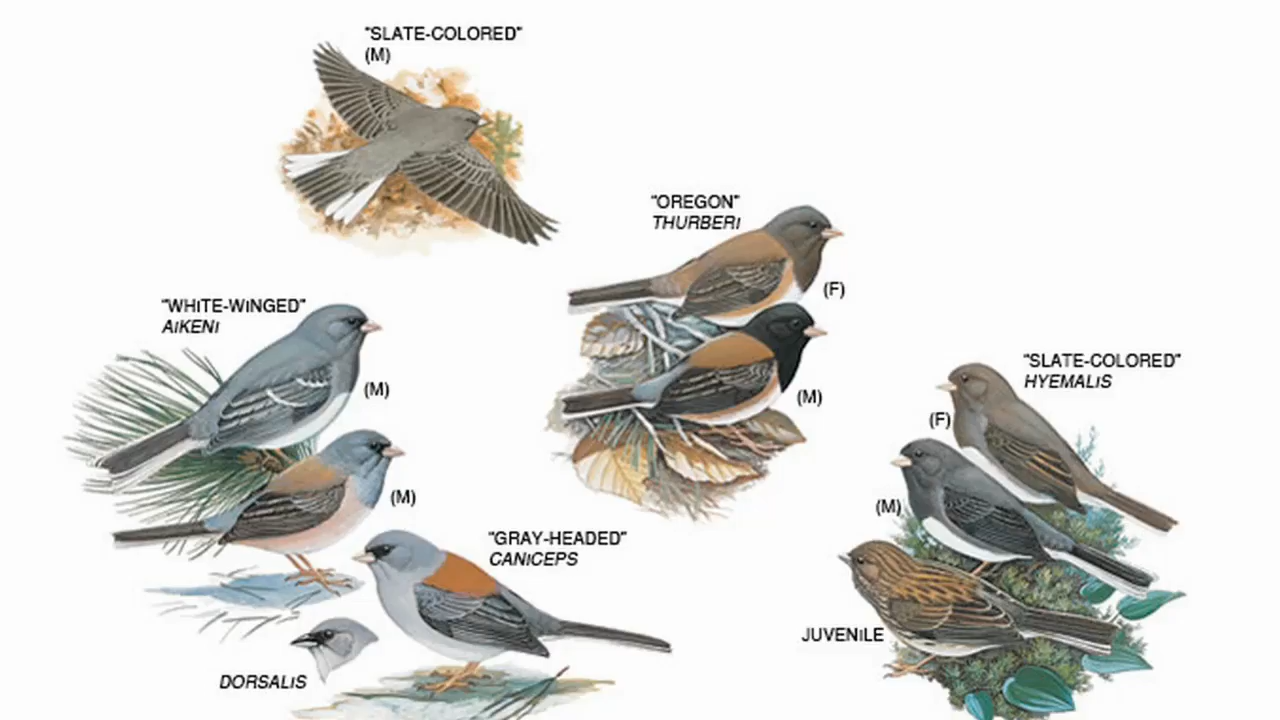 "SLATE-COLORED"
(M)
"OREGON"
THURBERI
(F)
(M)
"WHITE-WINGED"
AIKENI
(M)
(M)
"SLATE-COLORED"
HYEMALIS
(F)
(M)
JUVENILE
"GRAY-HEADED"
CANICEPS
DORSALIS